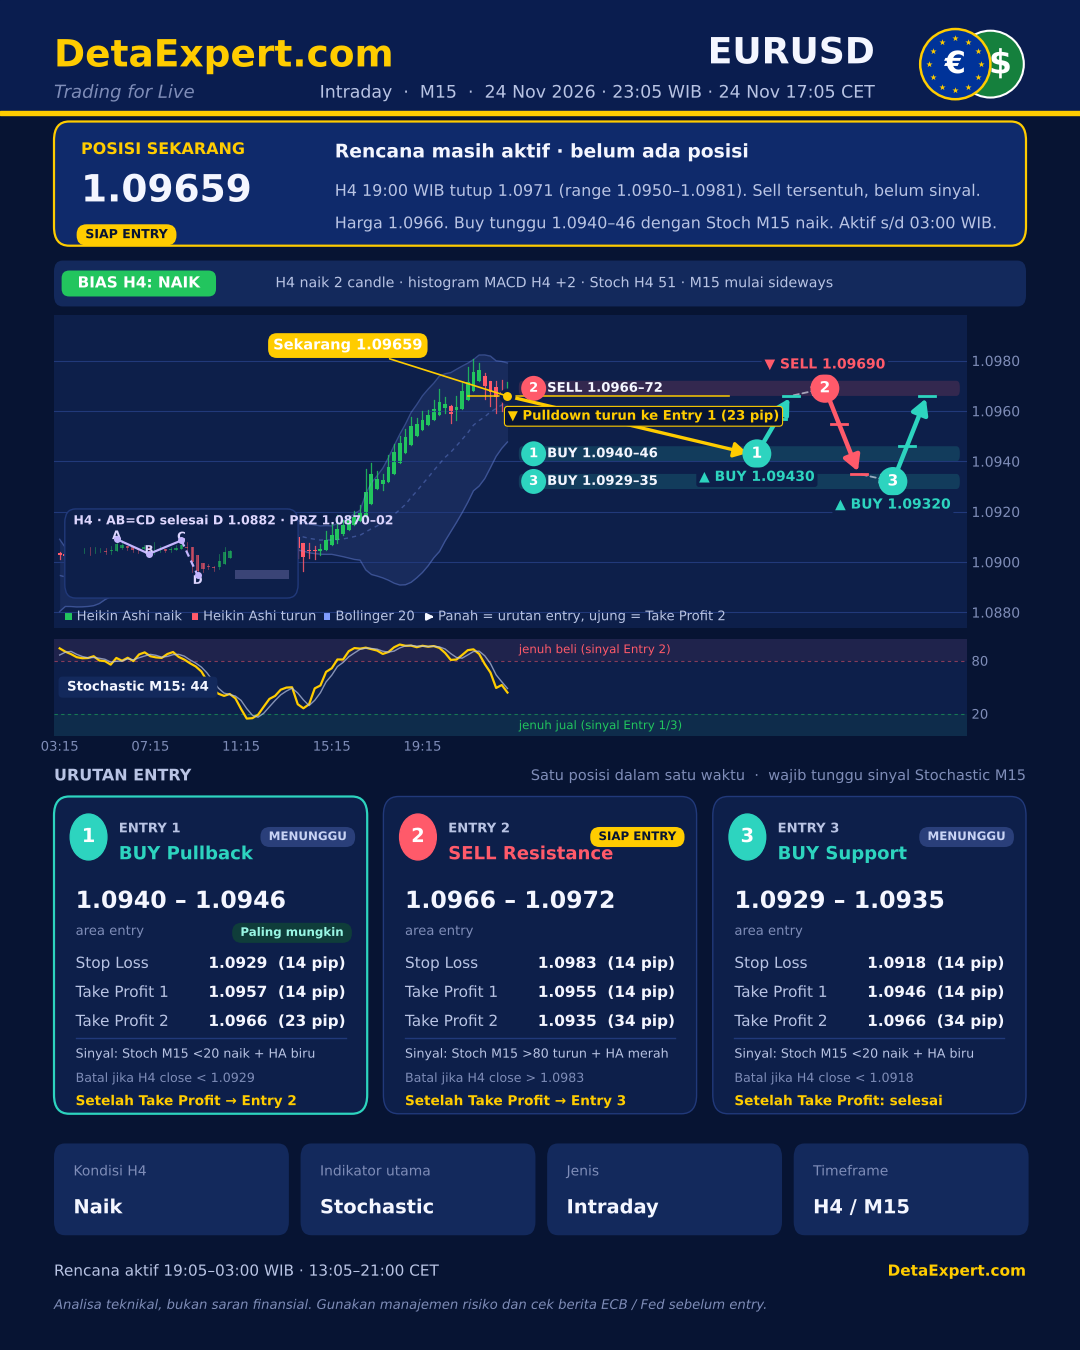 DetaExpert.com
Trading for Live
EURUSD
Intraday · M15 · 24 Nov 2026 · 23:05 WIB · 24 Nov 17:05 CET
€ $
POSISI SEKARANG
1.09659
SIAP ENTRY
Rencana masih aktif · belum ada posisi
H4 19:00 WIB tutup 1.0971 (range 1.0950–1.0981). Sell tersentuh, belum sinyal.
Harga 1.0966. Buy tunggu 1.0940–46 dengan Stoch M15 naik. Aktif s/d 03:00 WIB.
BIAS H4: NAIK
H4 naik 2 candle · histogram MACD H4 +2 · Stoch H4 51 · M15 mulai sideways
Sekarang 1.09659
▼ SELL 1.09690
1.0980
2 SELL 1.0966–72
2
1.0960
▼ Pulldown turun ke Entry 1 (23 pip)
1 BUY 1.0940–46
1
1.0940
3 BUY 1.0929–35
▲ BUY 1.09430
3
▲ BUY 1.09320
1.0920
H4 · AB=CD selesai D 1.0882 · PRZ 1.0870–02
A
B
C
D
1.0900
1.0880
Heikin Ashi naik
Heikin Ashi turun
Bollinger 20
Panah = urutan entry, ujung = Take Profit 2
jenuh beli (sinyal Entry 2)
80
Stochastic M15: 44
20
jenuh jual (sinyal Entry 1/3)
03:15 07:15 11:15 15:15 19:15
URUTAN ENTRY
Satu posisi dalam satu waktu · wajib tunggu sinyal Stochastic M15
1
ENTRY 1
MENUNGGU
BUY Pullback
1.0940 – 1.0946
area entry
Paling mungkin
Stop Loss 1.0929 (14 pip)
Take Profit 1 1.0957 (14 pip)
Take Profit 2 1.0966 (23 pip)
Sinyal: Stoch M15 <20 naik + HA biru
Batal jika H4 close < 1.0929
Setelah Take Profit → Entry 2
2
ENTRY 2
SIAP ENTRY
SELL Resistance
1.0966 – 1.0972
area entry
Stop Loss 1.0983 (14 pip)
Take Profit 1 1.0955 (14 pip)
Take Profit 2 1.0935 (34 pip)
Sinyal: Stoch M15 >80 turun + HA merah
Batal jika H4 close > 1.0983
Setelah Take Profit → Entry 3
3
ENTRY 3
MENUNGGU
BUY Support
1.0929 – 1.0935
area entry
Stop Loss 1.0918 (14 pip)
Take Profit 1 1.0946 (14 pip)
Take Profit 2 1.0966 (34 pip)
Sinyal: Stoch M15 <20 naik + HA biru
Batal jika H4 close < 1.0918
Setelah Take Profit: selesai
Kondisi H4
Naik
Indikator utama
Stochastic
Jenis
Intraday
Timeframe
H4 / M15
Rencana aktif 19:05–03:00 WIB · 13:05–21:00 CET
DetaExpert.com
Analisa teknikal, bukan saran finansial. Gunakan manajemen risiko dan cek berita ECB / Fed sebelum entry.